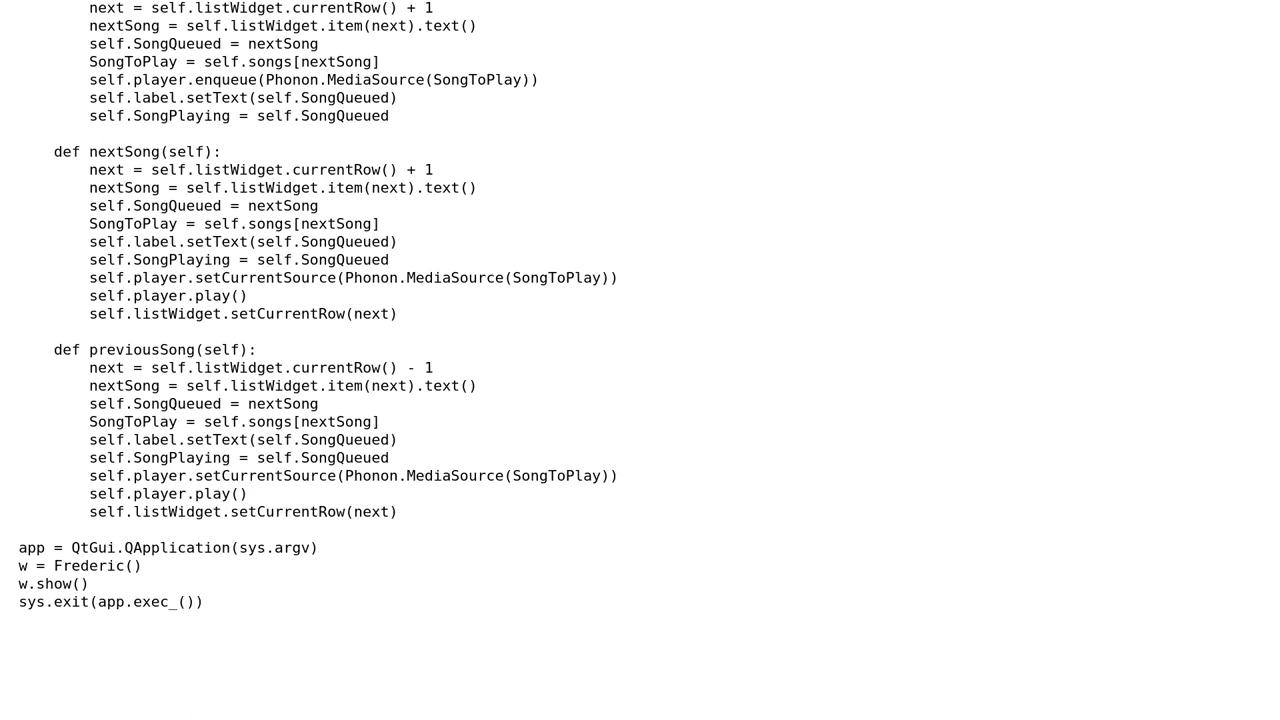 next = self.listWidget.currentRow() + 1
nextSong = self.listWidget.item(next).text()
self.SongQueued = nextSong
SongToPlay = self.songs[nextSong]
self.player.enqueue(Phonon.MediaSource(SongToPlay))
self.label.setText(self.SongQueued)
self.SongPlaying = self.SongQueued

def nextSong(self):
next = self.listWidget.currentRow() + 1
nextSong = self.listWidget.item(next).text()
self.SongQueued = nextSong
SongToPlay = self.songs[nextSong]
self.label.setText(self.SongQueued)
self.SongPlaying = self.SongQueued
self.player.setCurrentSource(Phonon.MediaSource(SongToPlay))
self.player.play()
self.listWidget.setCurrentRow(next)

def previousSong(self):
next = self.listWidget.currentRow() - 1
nextSong = self.listWidget.item(next).text()
self.SongQueued = nextSong
SongToPlay = self.songs[nextSong]
self.label.setText(self.SongQueued)
self.SongPlaying = self.SongQueued
self.player.setCurrentSource(Phonon.MediaSource(SongToPlay))
self.player.play()
self.listWidget.setCurrentRow(next)

app = QtGui.QApplication(sys.argv)
w = Frederic()
w.show()
sys.exit(app.exec_())